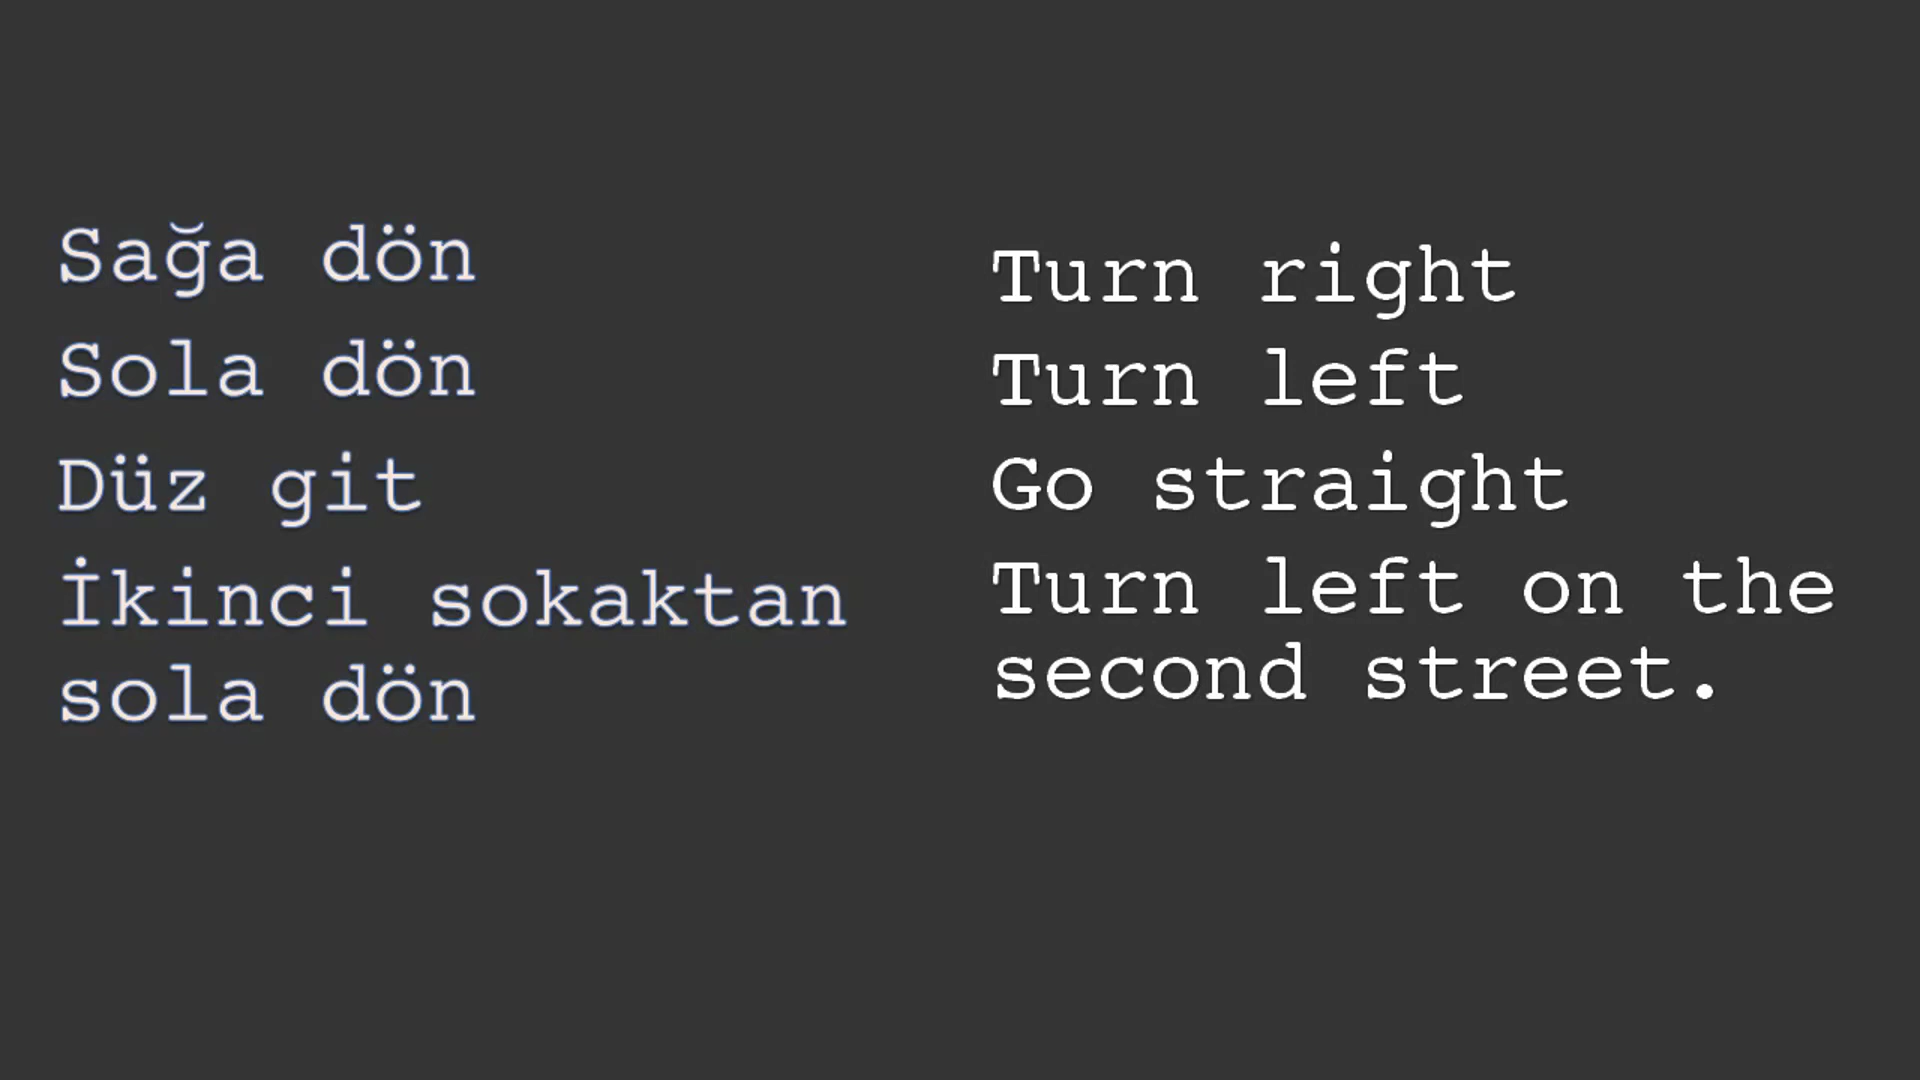 Sağa dön
Sola dön
Düz git
İkinci sokaktan
sola dön
Turn right
Turn left
Go straight
Turn left on the
second street.